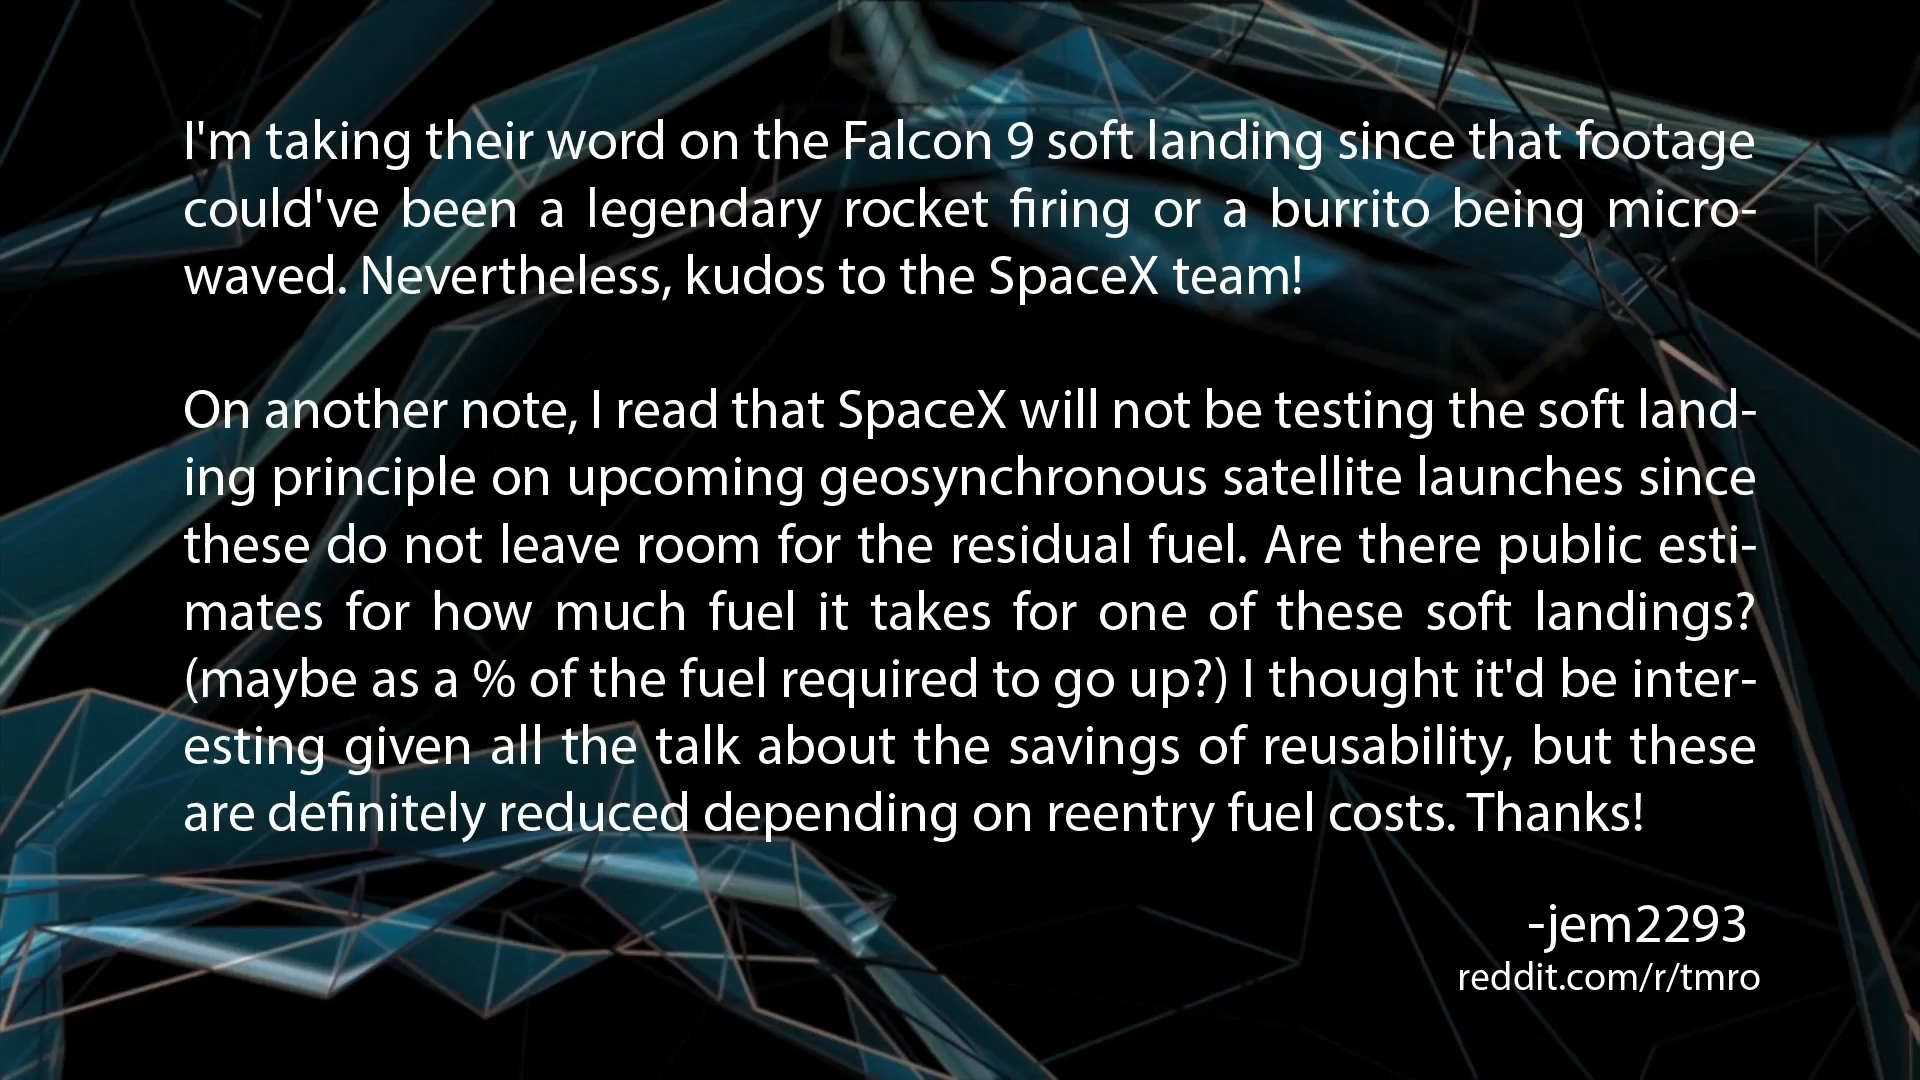 I'm taking their word on the Falcon 9 soft landing since that footage
could've been a legendary rocket firing or a burrito being micro-
waved. Nevertheless, kudos to the SpaceX team!
On another note, I read that SpaceX will not be testing the soft land-
ing principle on upcoming geosynchronous satellite launches since
these do not leave room for the residual fuel. Are there public esti-
mates for how much fuel it takes for one of these soft landings?
(maybe as a % of the fuel required to go up?) I thought it'd be inter-
esting given all the talk about the savings of reusability, but these
are definitely reduced depending on reentry fuel costs. Thanks!
-jem2293
reddit.com/r/tmro